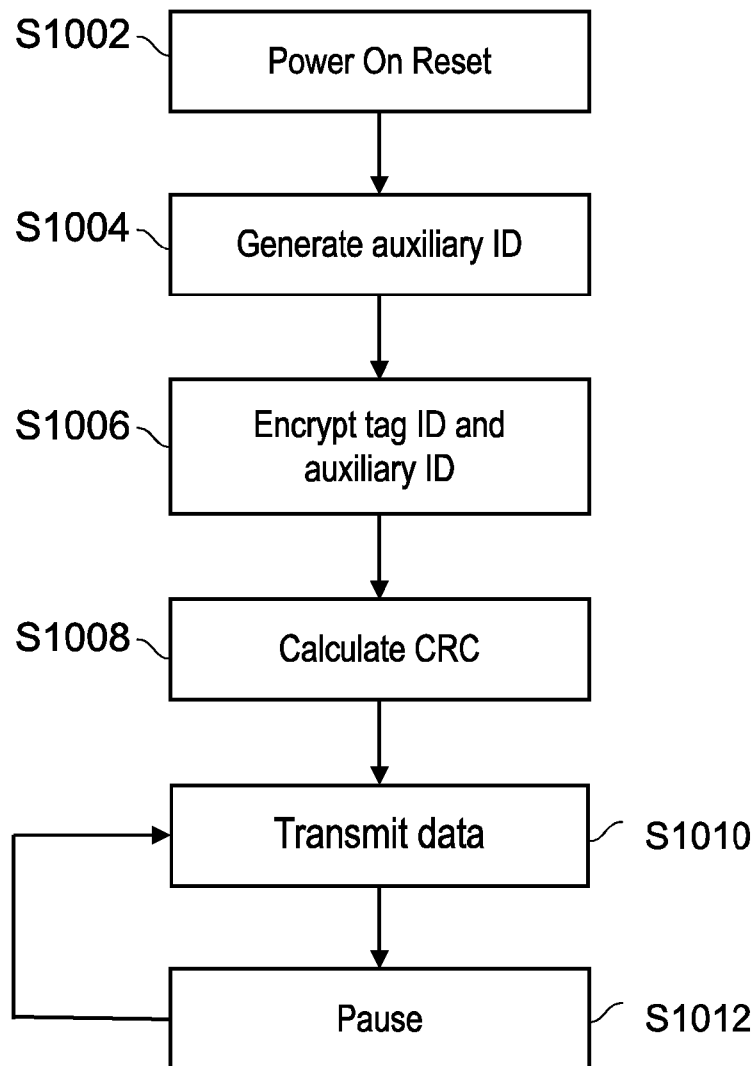 S1002
Power On Reset
S1004
Generate auxiliary ID
S1006
Encrypt tag ID and
auxiliary ID
S1008
Calculate CRC
Transmit data
S1010
Pause
S1012